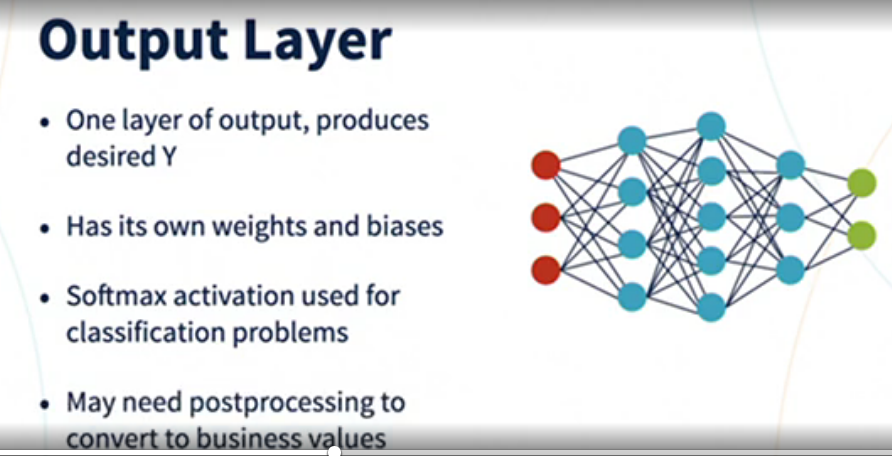 Output Layer
• One layer of output, produces
desired Y
• Has its own weights and biases
• Softmax activation used for
classification problems
• May need postprocessing to
convert to business values